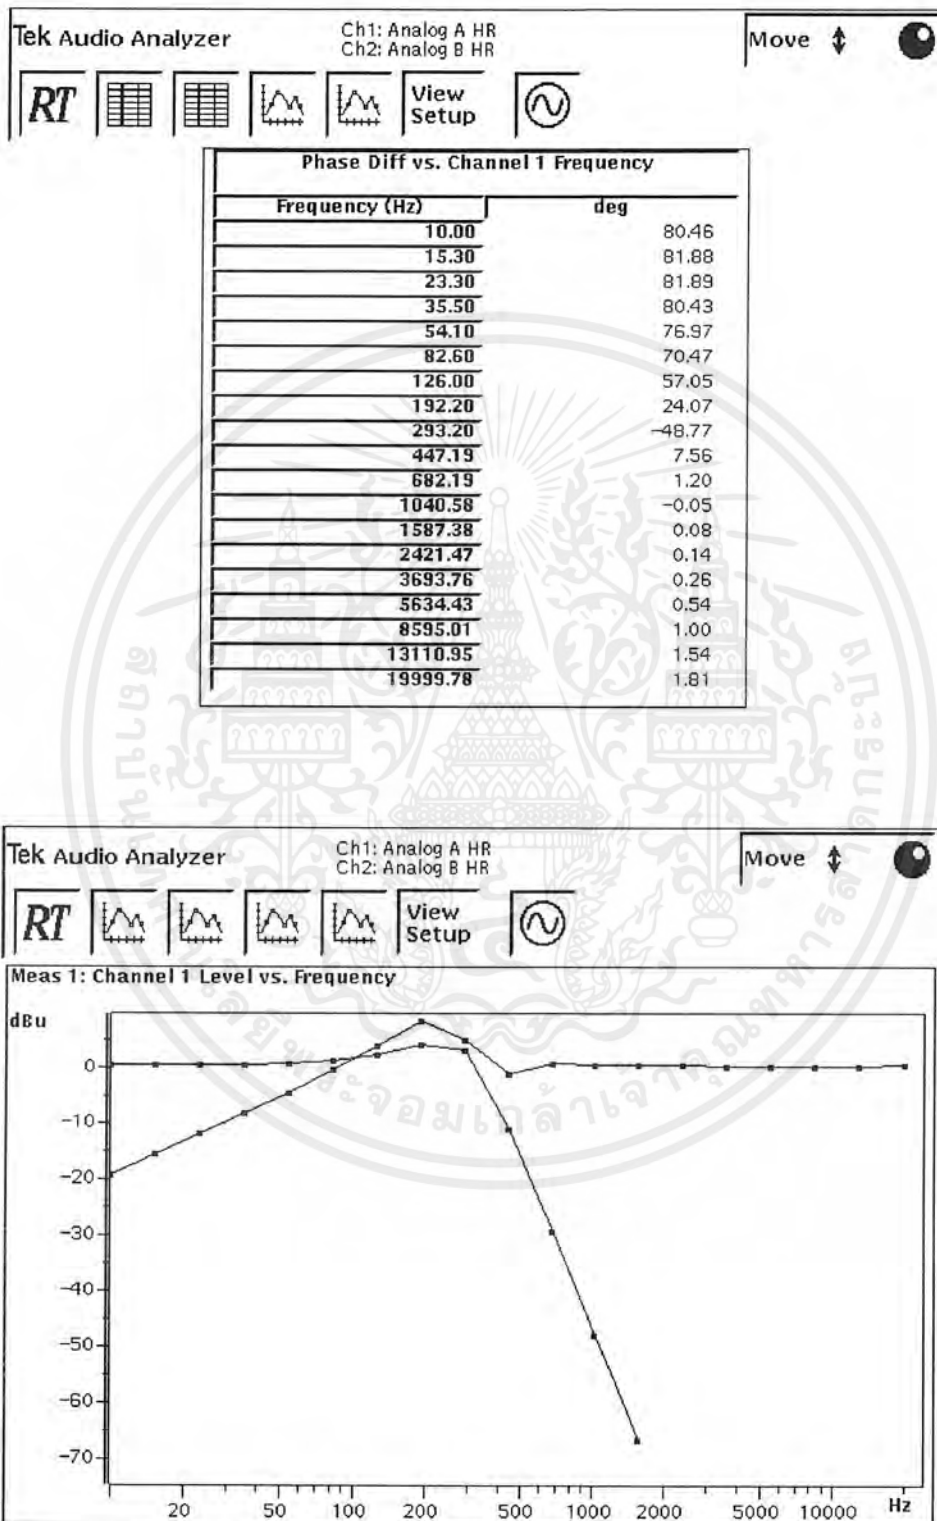 Tek Audio Analyzer
Ch1: Analog A HR
Ch2: Analog B HR
Move
RT
View
Setup
Phase Diff vs. Channel 1 Frequency
Frequency (Hz) deg
10.00 80.46
15.30 81.88
23.30 81.89
35.50 80.43
54.10 76.97
82.60 70.47
126.00 57.05
192.20 24.07
293.20 -48.77
447.19 7.56
682.19 1.20
1040.58 -0.05
1587.38 0.08
2421.47 0.14
3693.76 0.26
5634.43 0.54
8595.01 1.00
13110.95 1.54
19999.78 1.81
Tek Audio Analyzer
Ch1: Analog A HR
Ch2: Analog B HR
Move
RT
View
Setup
Meas 1: Channel 1 Level vs. Frequency
dBu
0
-10
-20
-30
-40
-50
-60
-70
20 50 100 200 500 1000 2000 5000 10000 Hz